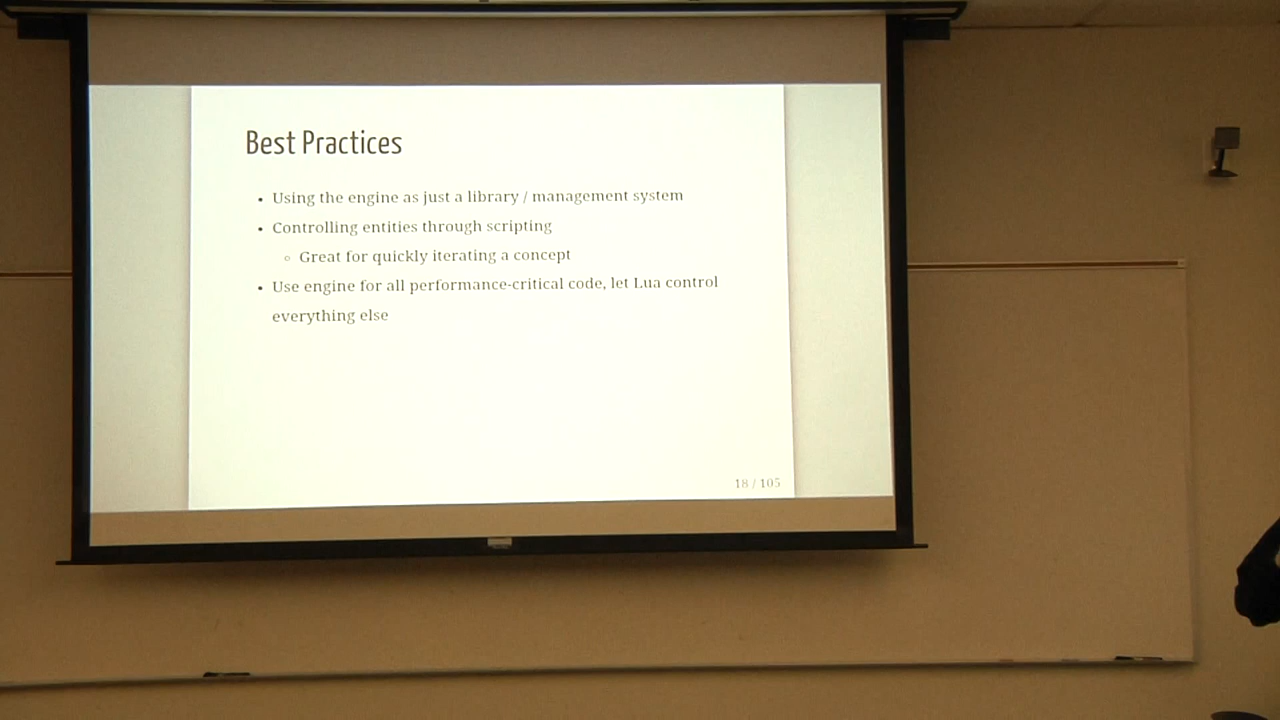 Best Practices
• Using the engine as just a library / management system
• Controlling entities through scripting
◦ Great for quickly iterating a concept
• Use engine for all performance-critical code, let Lua control
everything else
18 / 105